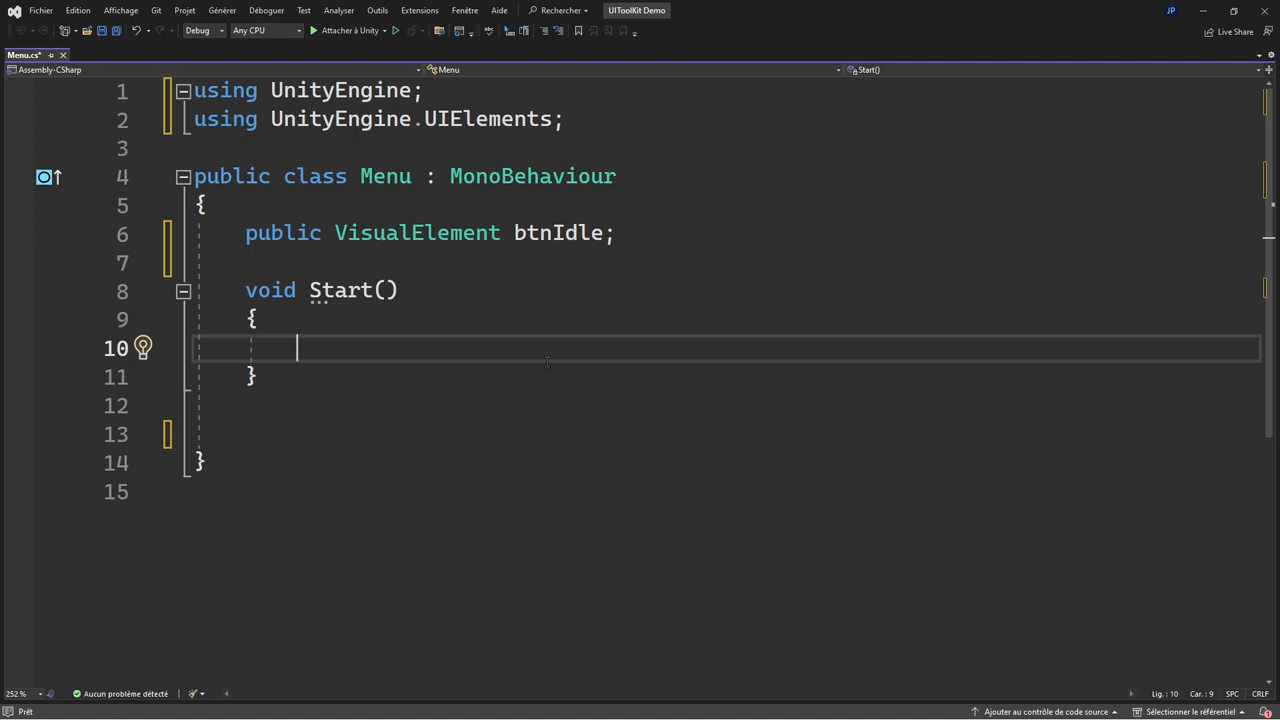 Fichier Edition Affichage Git Projet Générer Déboguer Test Analyser Outils Extensions Fenêtre Aide Rechercher UIToolKit Demo JP
Debug Any CPU Attacher à Unity Live Share
Menu.cs*
Assembly-CSharp Menu Start()
1 using UnityEngine;
2 using UnityEngine.UIElements;
3
4 public class Menu : MonoBehaviour
5 {
6 public VisualElement btnIdle;
7
8 void Start()
9 {
10
11 }
12
13
14 }
15
252 % Aucun problème détecté Lig. : 10 Car. : 9 SPC CRLF
Prêt Ajouter au contrôle de code source Sélectionner le référentiel 1